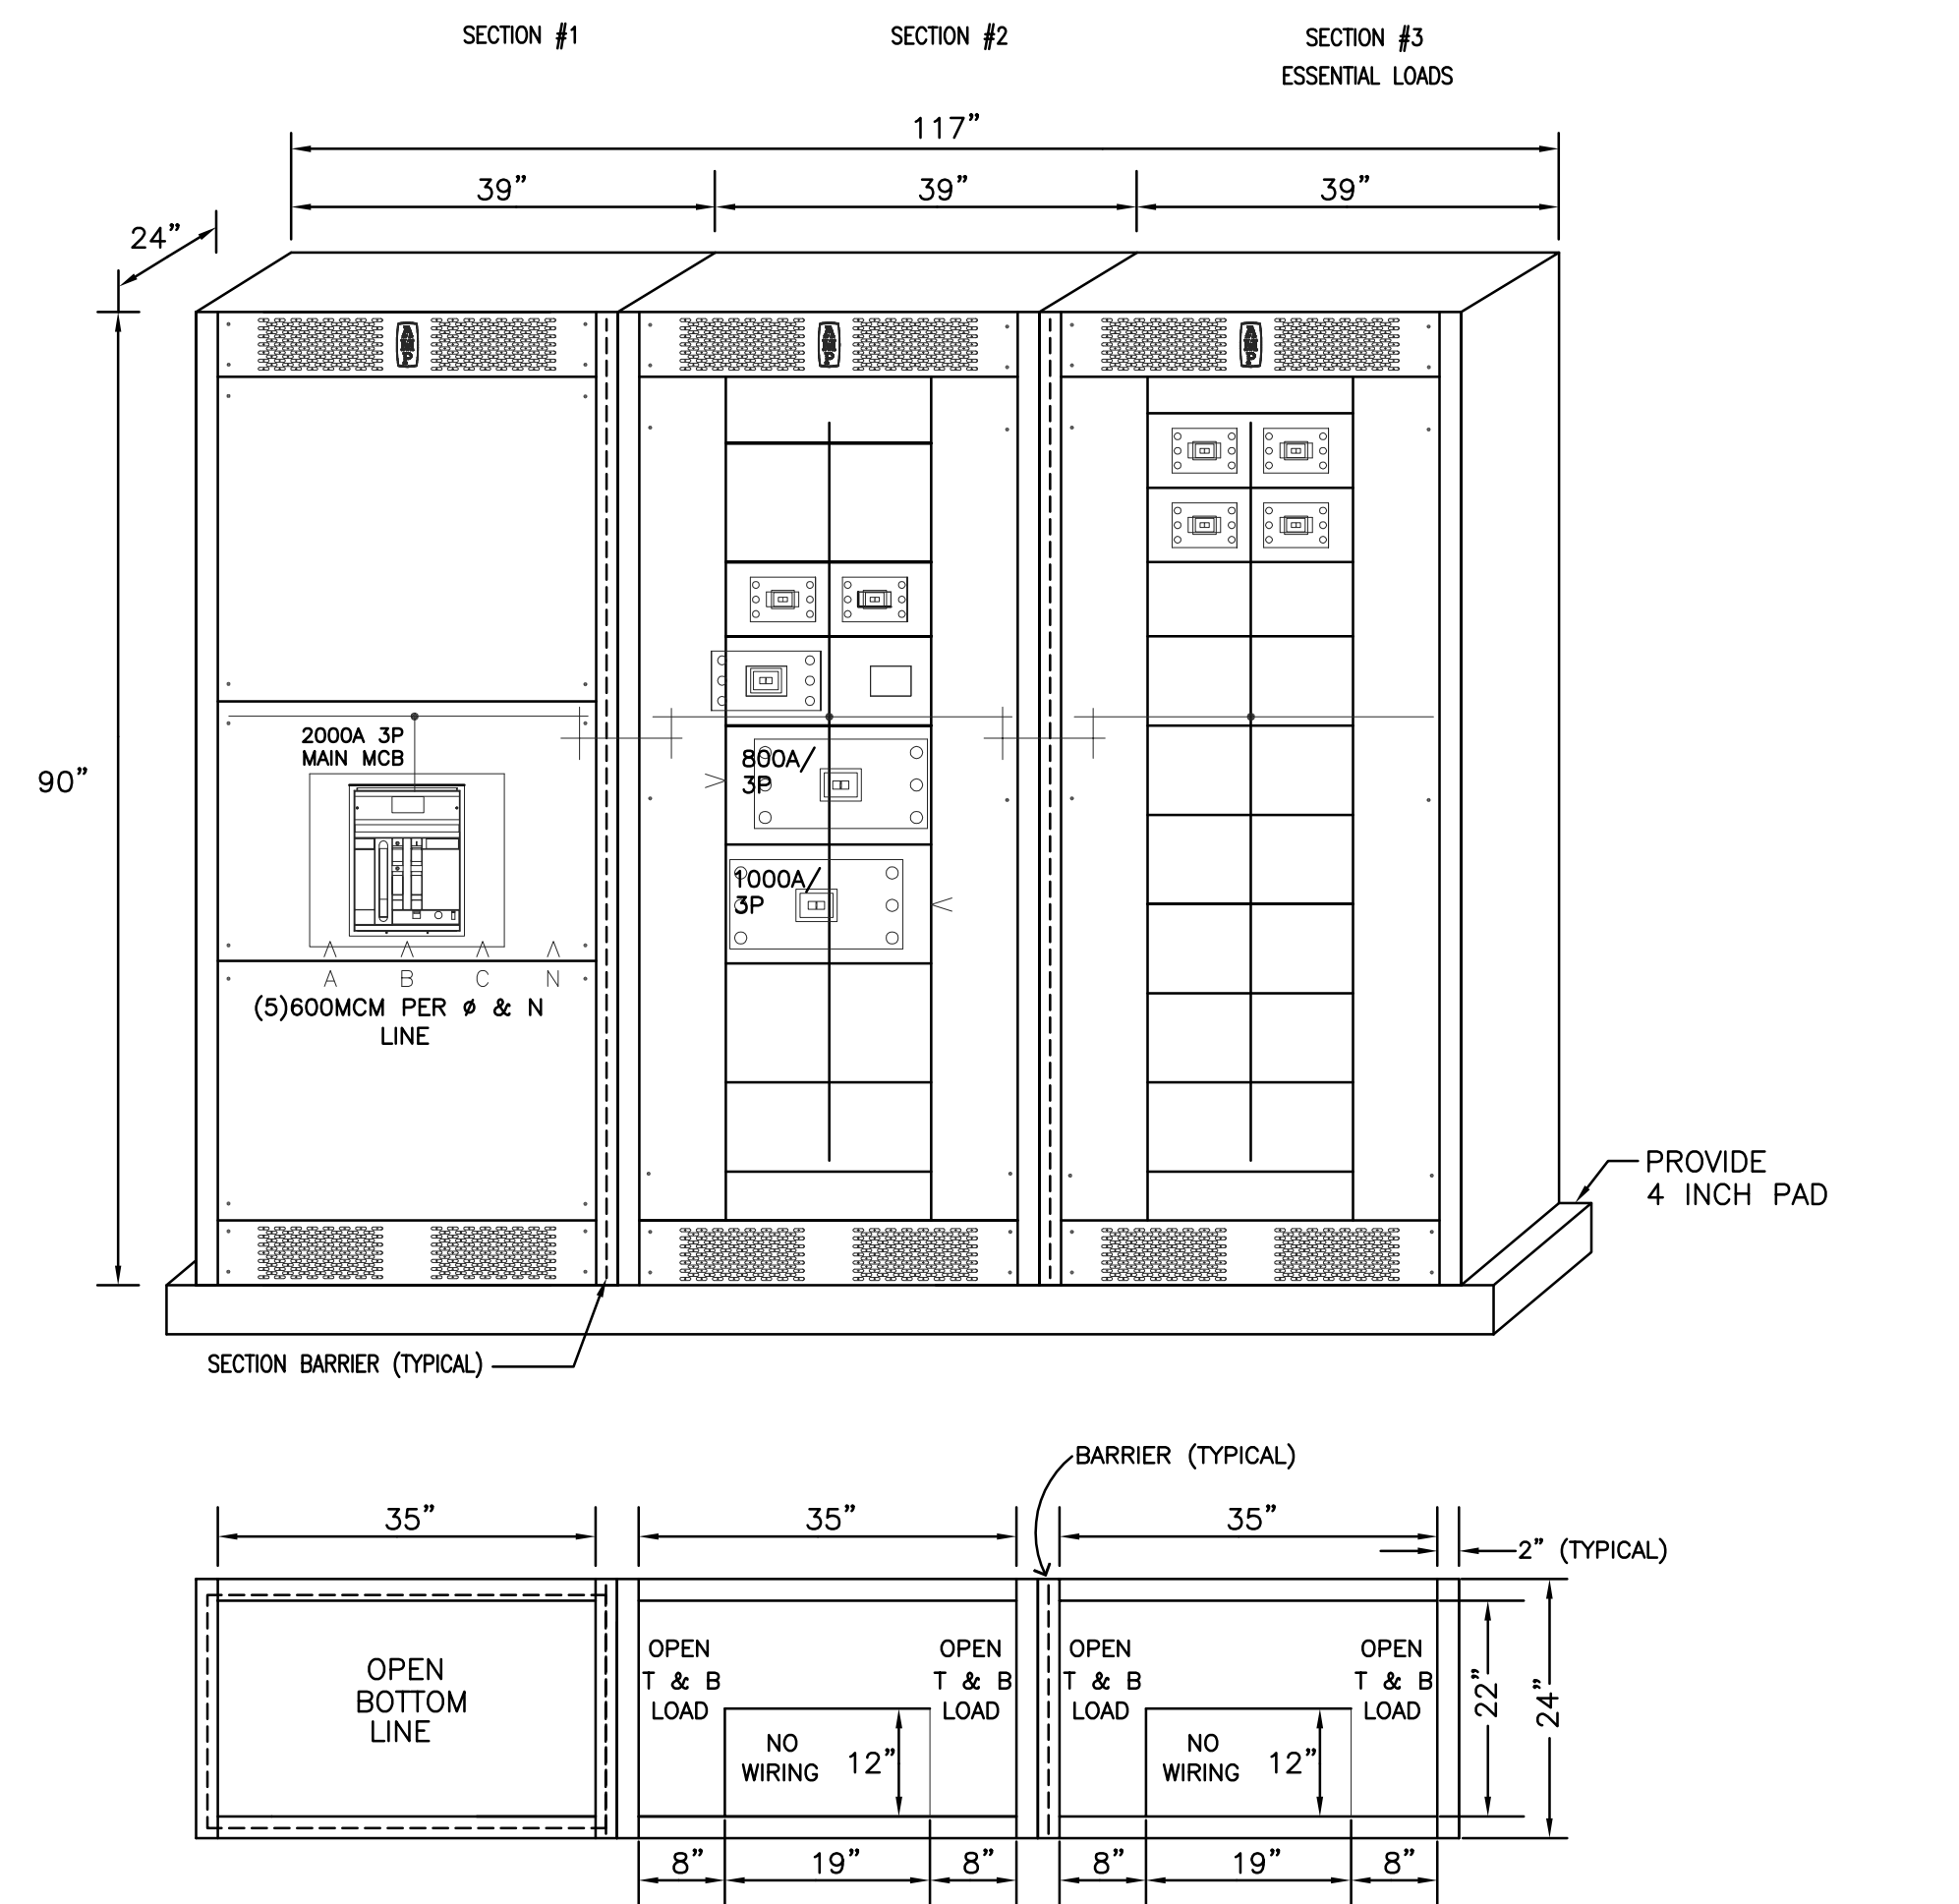 SECTION #1
SECTION #2
SECTION #3
ESSENTIAL LOADS
117"
39"
39"
39"
24"
AMP
AMP
AMP
90"
2000A 3P
MAIN MCB
800A/
3P
1000A/
3P
A B C N
(5)600MCM PER ø & N
LINE
PROVIDE
4 INCH PAD
SECTION BARRIER (TYPICAL)
BARRIER (TYPICAL)
35"
35"
35"
2" (TYPICAL)
OPEN
BOTTOM
LINE
OPEN
T & B
LOAD
NO
WIRING
12"
OPEN
T & B
LOAD
OPEN
T & B
LOAD
NO
WIRING
12"
OPEN
T & B
LOAD
22"
24"
8"
19"
8"
8"
19"
8"